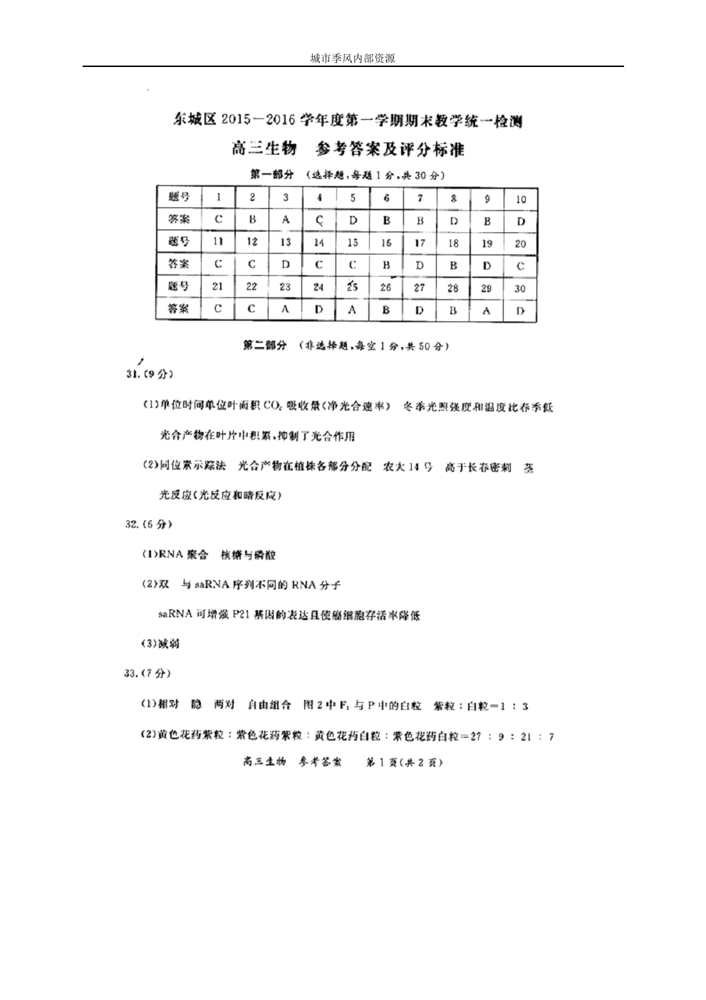 城市季风内部资源
东城区 2015－2016 学年度第一学期期末教学统一检测
高三生物 参考答案及评分标准
第一部分 （选择题,每题 1 分,共 30 分）
题号 1 2 3 4 5 6 7 8 9 10
答案 C B A C D B B D B D
题号 11 12 13 14 15 16 17 18 19 20
答案 C C D C C B D B D C
题号 21 22 23 24 25 26 27 28 29 30
答案 C C A D A B D B A D
第二部分 （非选择题,每空 1 分,共 50 分）
31.(9 分)
(1)单位时间单位叶面积 CO₂ 吸收量(净光合速率) 冬季光照强度和温度比春季低
光合产物在叶片中积累,抑制了光合作用
(2)同位素示踪法 光合产物在植株各部分分配 农大 14 号 高于长春密刺 茎
光反应(光反应和暗反应)
32.(6 分)
(1)RNA 聚合 核糖与磷酸
(2)双 与 saRNA 序列不同的 RNA 分子
saRNA 可增强 P21 基因的表达且使癌细胞存活率降低
(3)减弱
33.(7 分)
(1)相对 隐 两对 自由组合 图 2 中 F₁ 与 P 中的白粒 紫粒：白粒＝1：3
(2)黄色花药紫粒：紫色花药紫粒：黄色花药白粒：紫色花药白粒＝27：9：21：7
高三生物 参考答案 第 1 页(共 2 页)